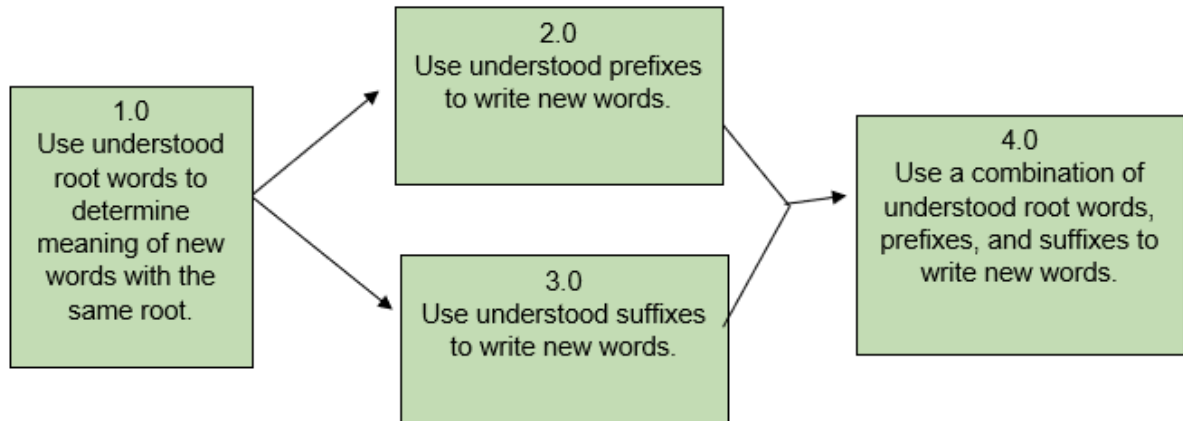 1.0
Use understood
root words to
determine
meaning of new
words with the
same root.
2.0
Use understood prefixes
to write new words.
3.0
Use understood suffixes
to write new words.
4.0
Use a combination of
understood root words,
prefixes, and suffixes to
write new words.